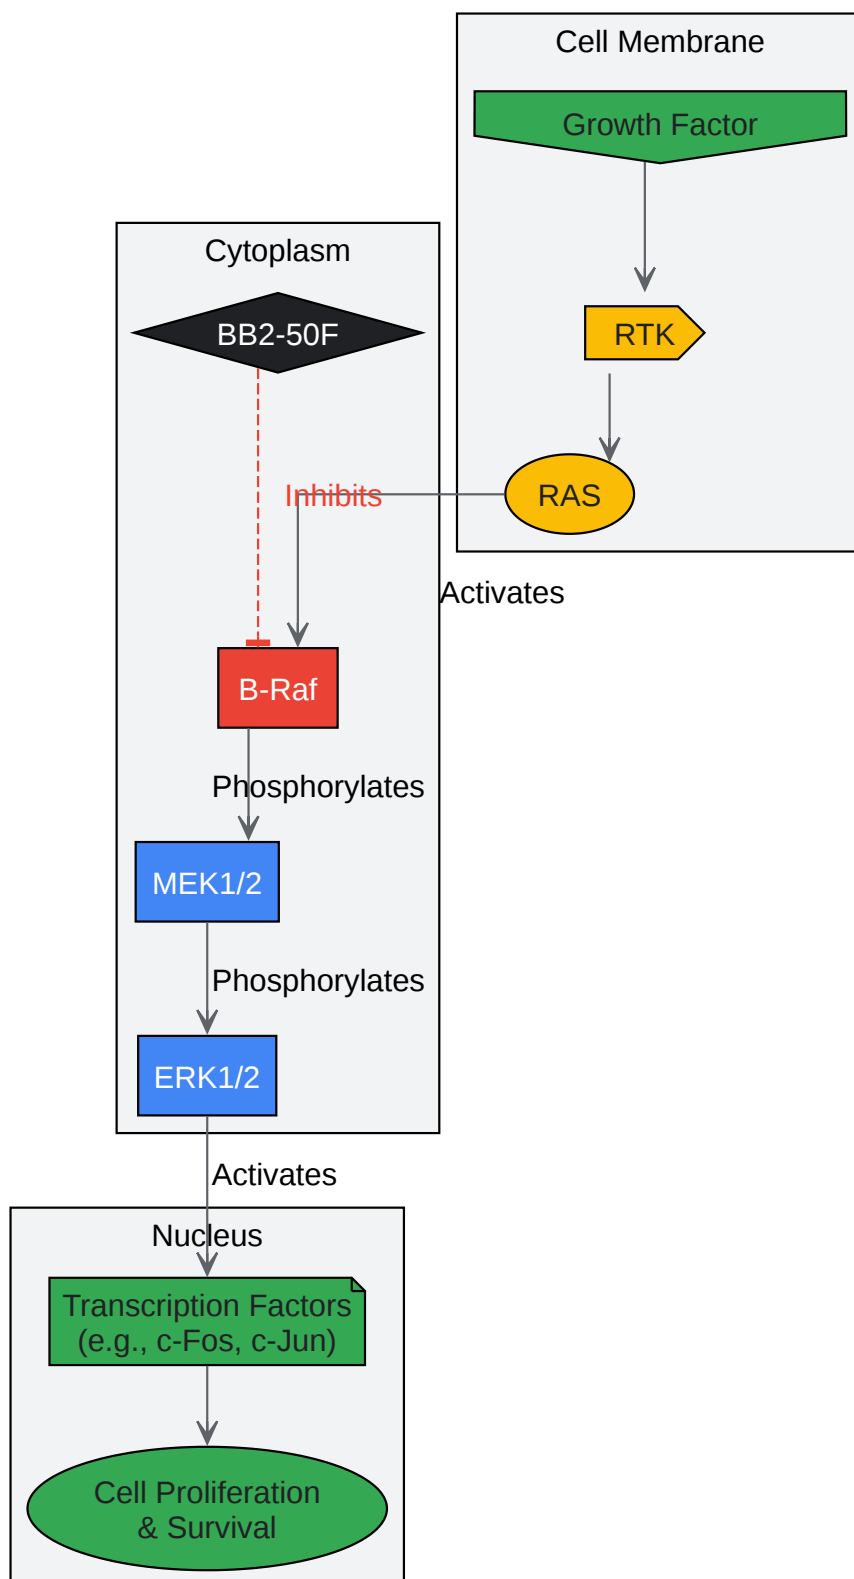 Cell Membrane
Growth Factor
Cytoplasm
BB2-50F
RTK
Inhibits
RAS
Activates
B-Raf
Phosphorylates
MEK1/2
Phosphorylates
ERK1/2
Activates
Nucleus
Transcription Factors
(e.g., c-Fos, c-Jun)
Cell Proliferation
& Survival